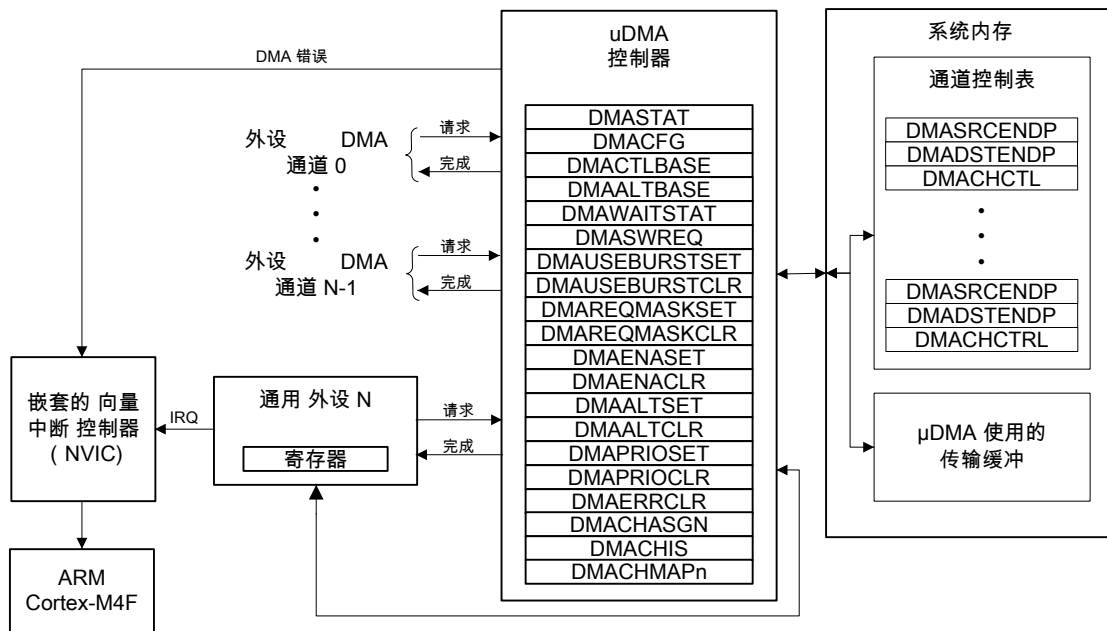 uDMA
控制器
DMASTAT
DMACFG
DMACTLBASE
DMAALTBASE
DMAWAITSTAT
DMASWREQ
DMAUSEBURSTSET
DMAUSEBURSTCLR
DMAREQMASKSET
DMAREQMASKCLR
DMAENASET
DMAENACLR
DMAALTSET
DMAALTCLR
DMAPRIOSET
DMAPRIOCLR
DMAERRCLR
DMACHASGN
DMACHIS
DMACHMAPn
DMA 错误
外设 DMA
通道 0
请求
完成
外设 DMA
通道 N-1
请求
完成
嵌套的 向量
中断 控制器
( NVIC)
IRQ
通用 外设 N
寄存器
请求
完成
ARM
Cortex-M4F
系统内存
通道控制表
DMASRCENDP
DMADSTENDP
DMACHCTL
DMASRCENDP
DMADSTENDP
DMACHCTRL
µDMA 使用的
传输缓冲